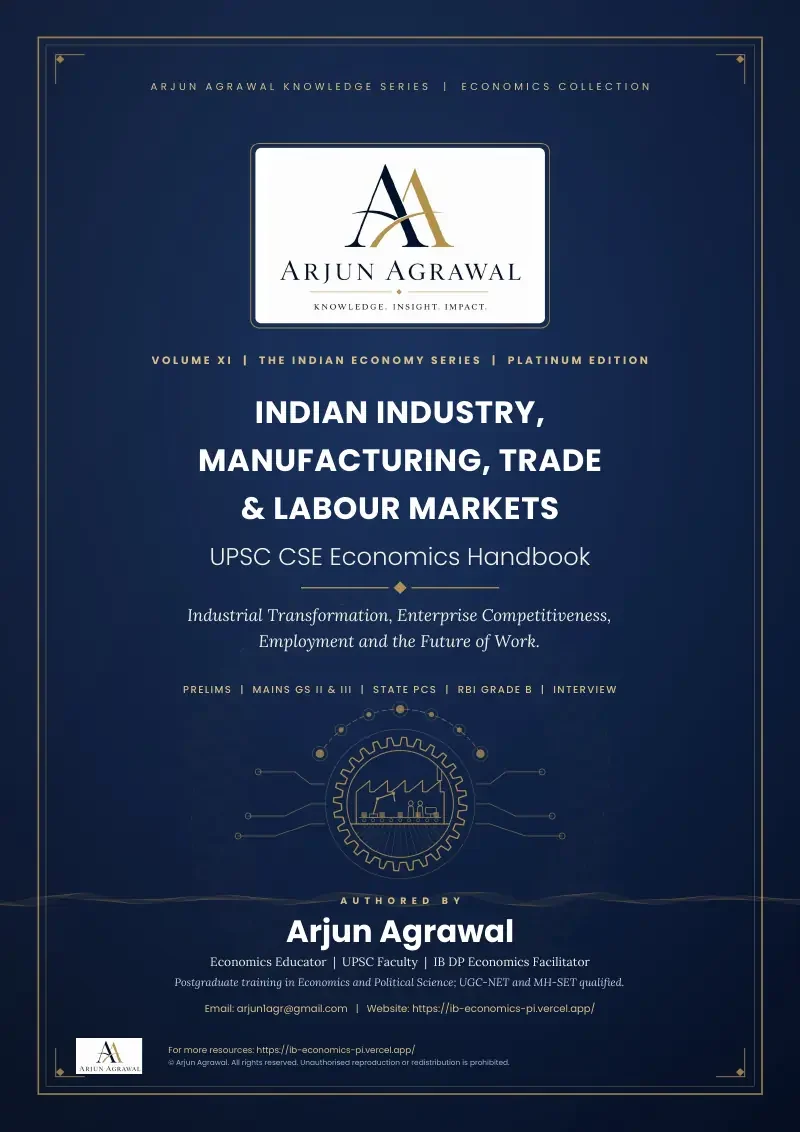 ARJUN AGRAWAL KNOWLEDGE SERIES | ECONOMICS COLLECTION
AA
ARJUN AGRAWAL
KNOWLEDGE. INSIGHT. IMPACT.
VOLUME XI | THE INDIAN ECONOMY SERIES | PLATINUM EDITION
INDIAN INDUSTRY,
MANUFACTURING, TRADE
& LABOUR MARKETS
UPSC CSE Economics Handbook
Industrial Transformation, Enterprise Competitiveness,
Employment and the Future of Work.
PRELIMS | MAINS GS II & III | STATE PCS | RBI GRADE B | INTERVIEW
AUTHORED BY
Arjun Agrawal
Economics Educator | UPSC Faculty | IB DP Economics Facilitator
Postgraduate training in Economics and Political Science; UGC-NET and MH-SET qualified.
Email: arjun1agr@gmail.com | Website: https://ib-economics-pi.vercel.app/
AA
ARJUN AGRAWAL
For more resources: https://ib-economics-pi.vercel.app/
© Arjun Agrawal. All rights reserved. Unauthorised reproduction or redistribution is prohibited.